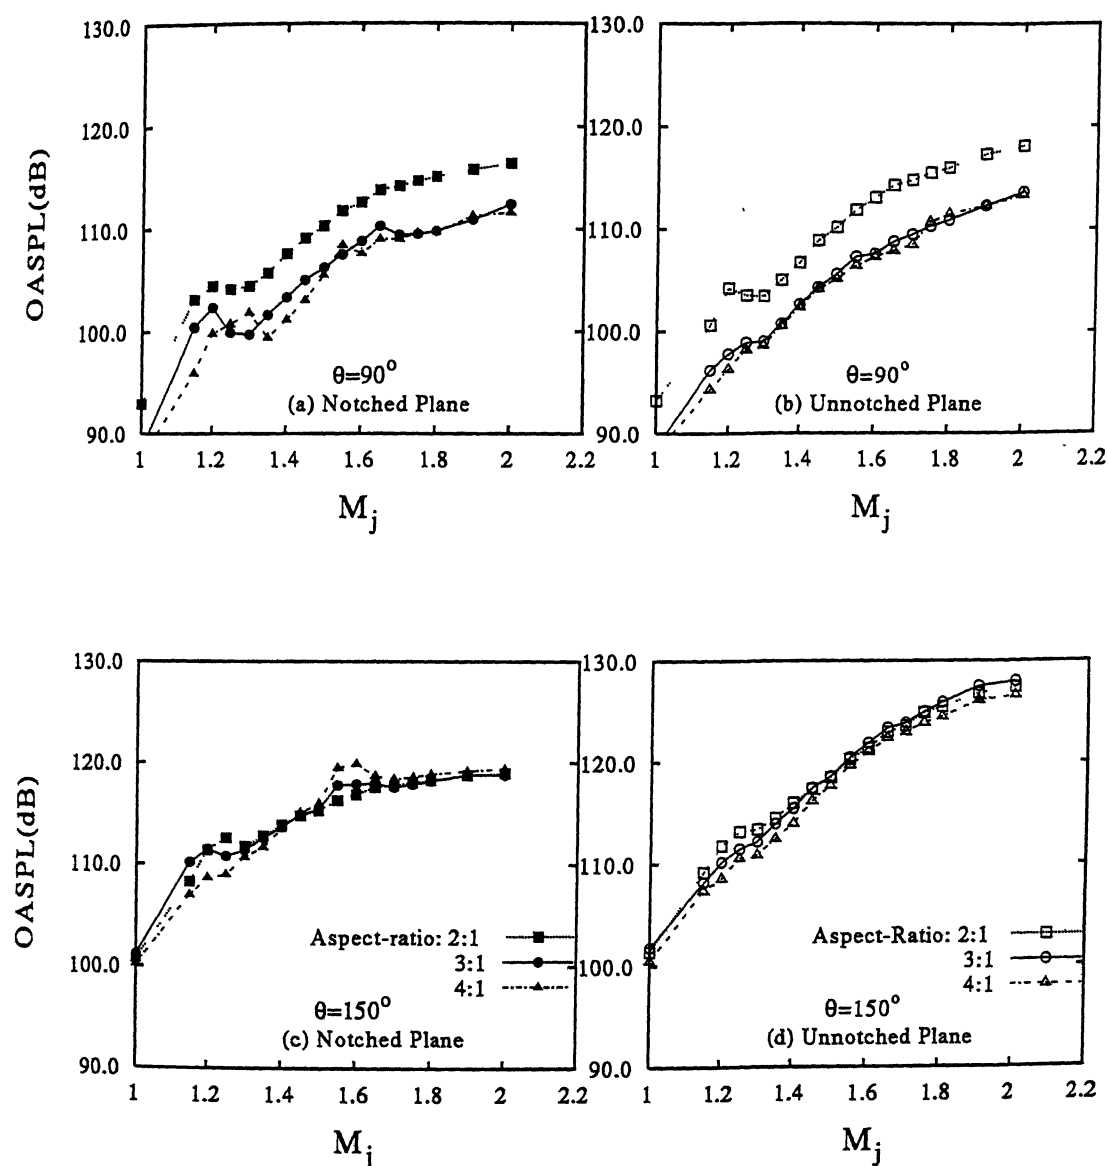 130.0
120.0
110.0
100.0
90.0
OASPL(dB)
θ=90°
(a) Notched Plane
1 1.2 1.4 1.6 1.8 2 2.2
Mj
130.0
120.0
110.0
100.0
90.0
θ=90°
(b) Unnotched Plane
1 1.2 1.4 1.6 1.8 2 2.2
Mj
130.0
120.0
110.0
100.0
90.0
OASPL(dB)
Aspect-ratio: 2:1
3:1
4:1
θ=150°
(c) Notched Plane
1 1.2 1.4 1.6 1.8 2 2.2
Mj
130.0
120.0
110.0
100.0
90.0
Aspect-Ratio: 2:1
3:1
4:1
θ=150°
(d) Unnotched Plane
1 1.2 1.4 1.6 1.8 2 2.2
Mj